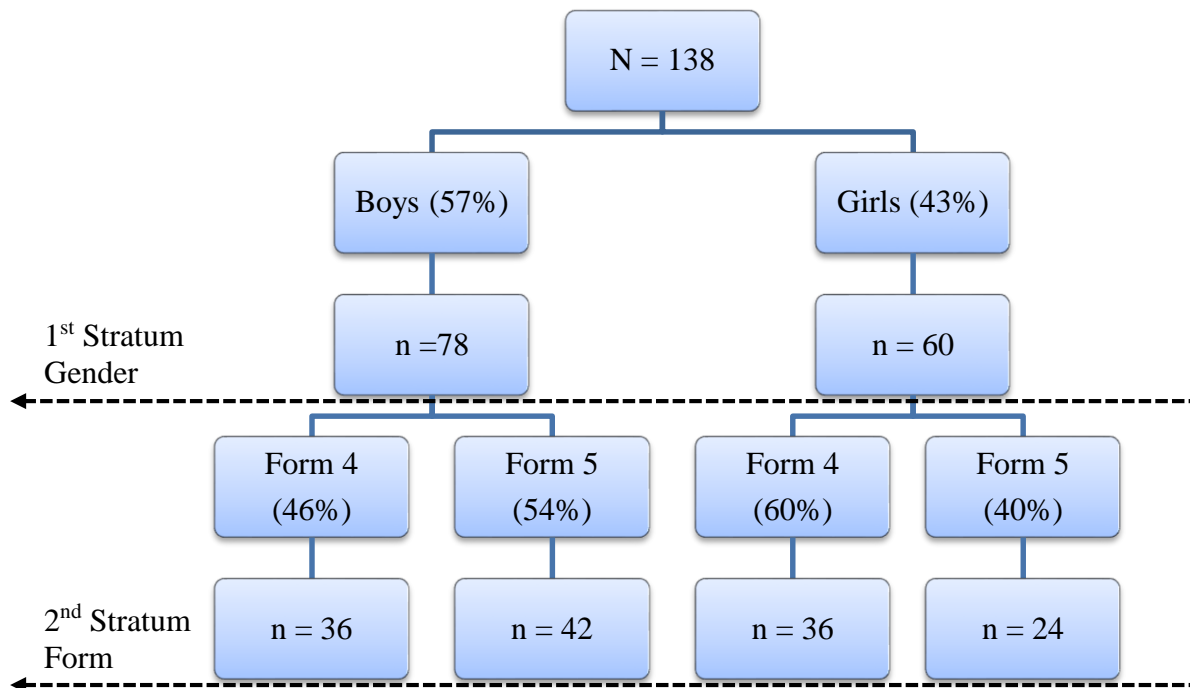 N = 138
Boys (57%)
Girls (43%)
1st Stratum
Gender
n =78
n = 60
Form 4
(46%)
Form 5
(54%)
Form 4
(60%)
Form 5
(40%)
2nd Stratum
Form
n = 36
n = 42
n = 36
n = 24